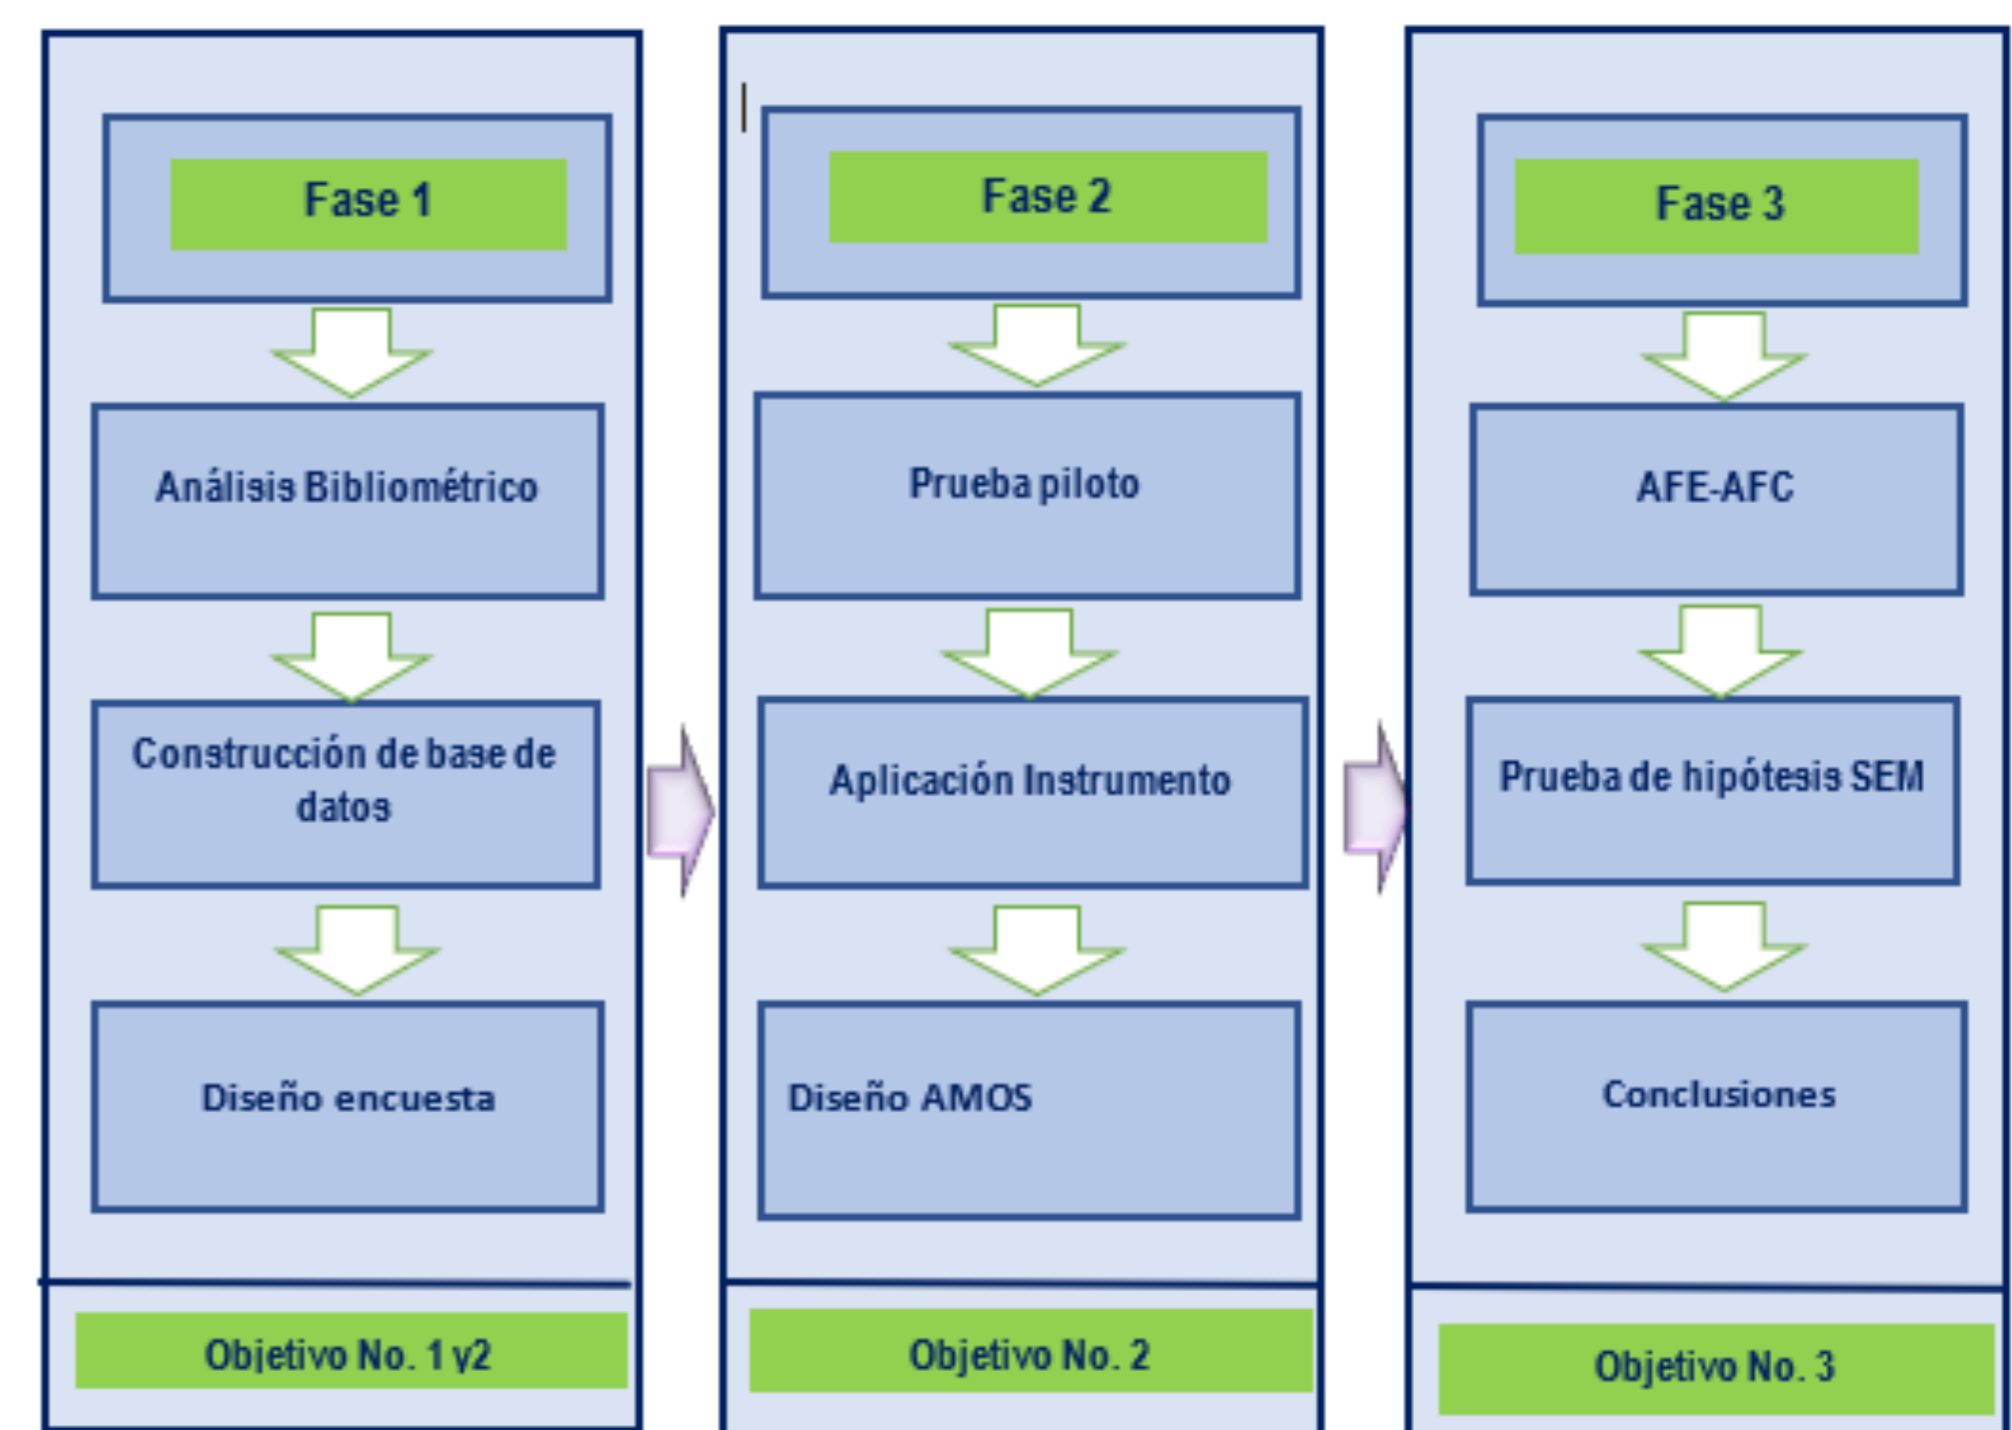 Fase 1
Análisis Bibliométrico
Construcción de base de
datos
Diseño encuesta
Objetivo No. 1 y2
Fase 2
Prueba piloto
Aplicación Instrumento
Diseño AMOS
Objetivo No. 2
Fase 3
AFE-AFC
Prueba de hipótesis SEM
Conclusiones
Objetivo No. 3